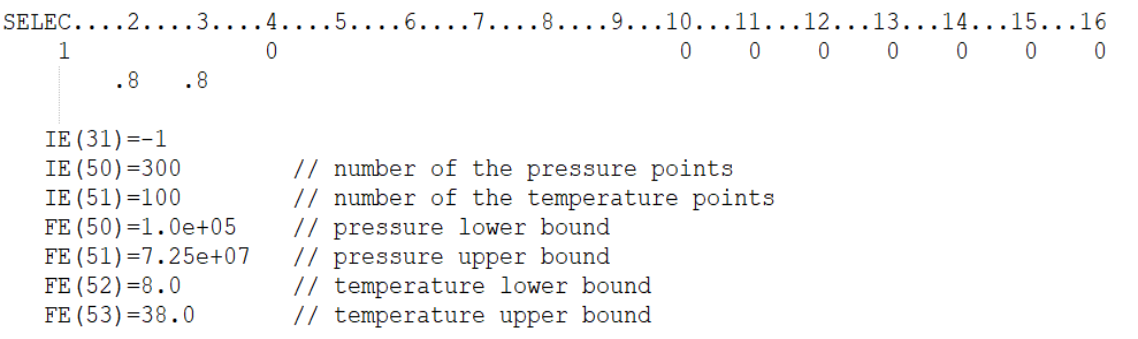 SELEC....2....3....4....5....6....7....8....9...10...11...12...13...14...15...16
    1              0                             0    0    0    0    0    0    0
        .8   .8
   IE(31)=-1
   IE(50)=300        // number of the pressure points
   IE(51)=100        // number of the temperature points
   FE(50)=1.0e+05    // pressure lower bound
   FE(51)=7.25e+07   // pressure upper bound
   FE(52)=8.0        // temperature lower bound
   FE(53)=38.0       // temperature upper bound